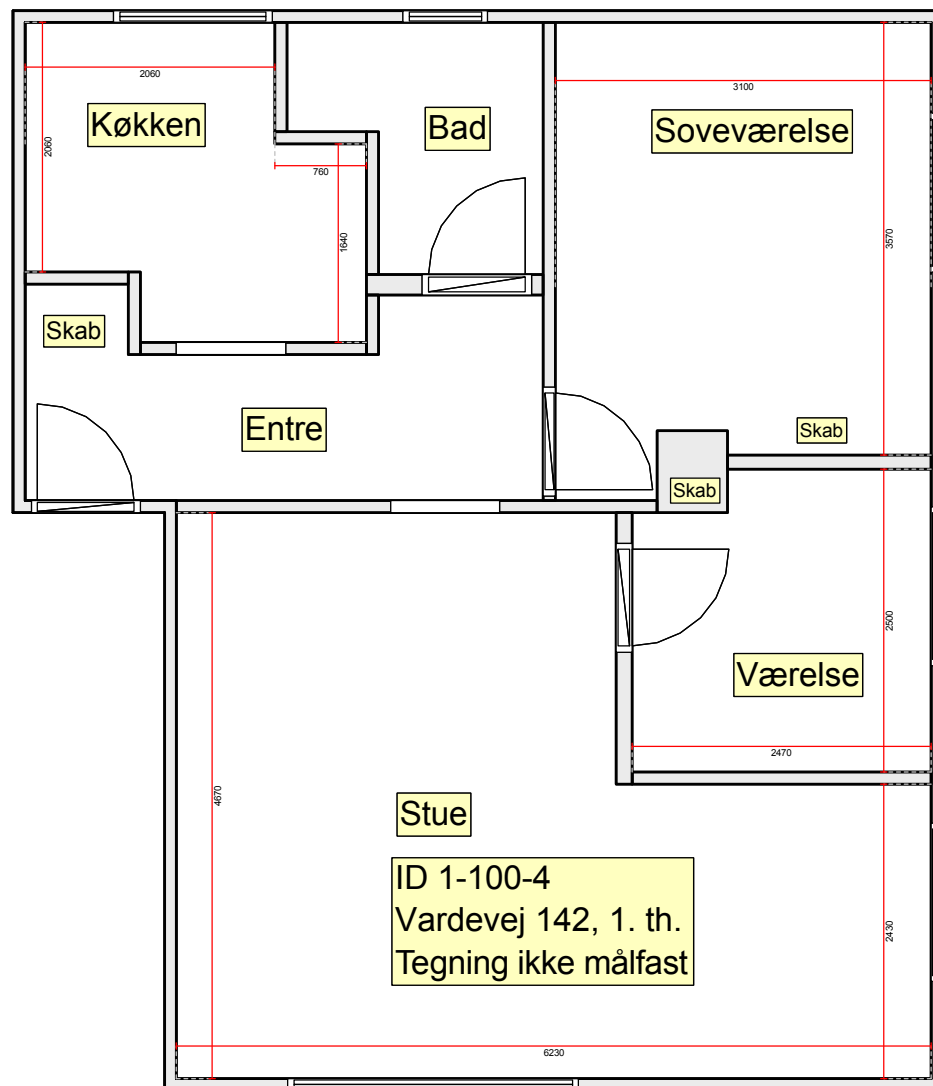 2060
3100
Køkken
Bad
Soveværelse
2060
760
1640
3570
Skab
Entre
Skab
Skab
2500
Værelse
2470
4670
Stue
ID 1-100-4
Vardevej 142, 1. th.
Tegning ikke målfast
2430
6230